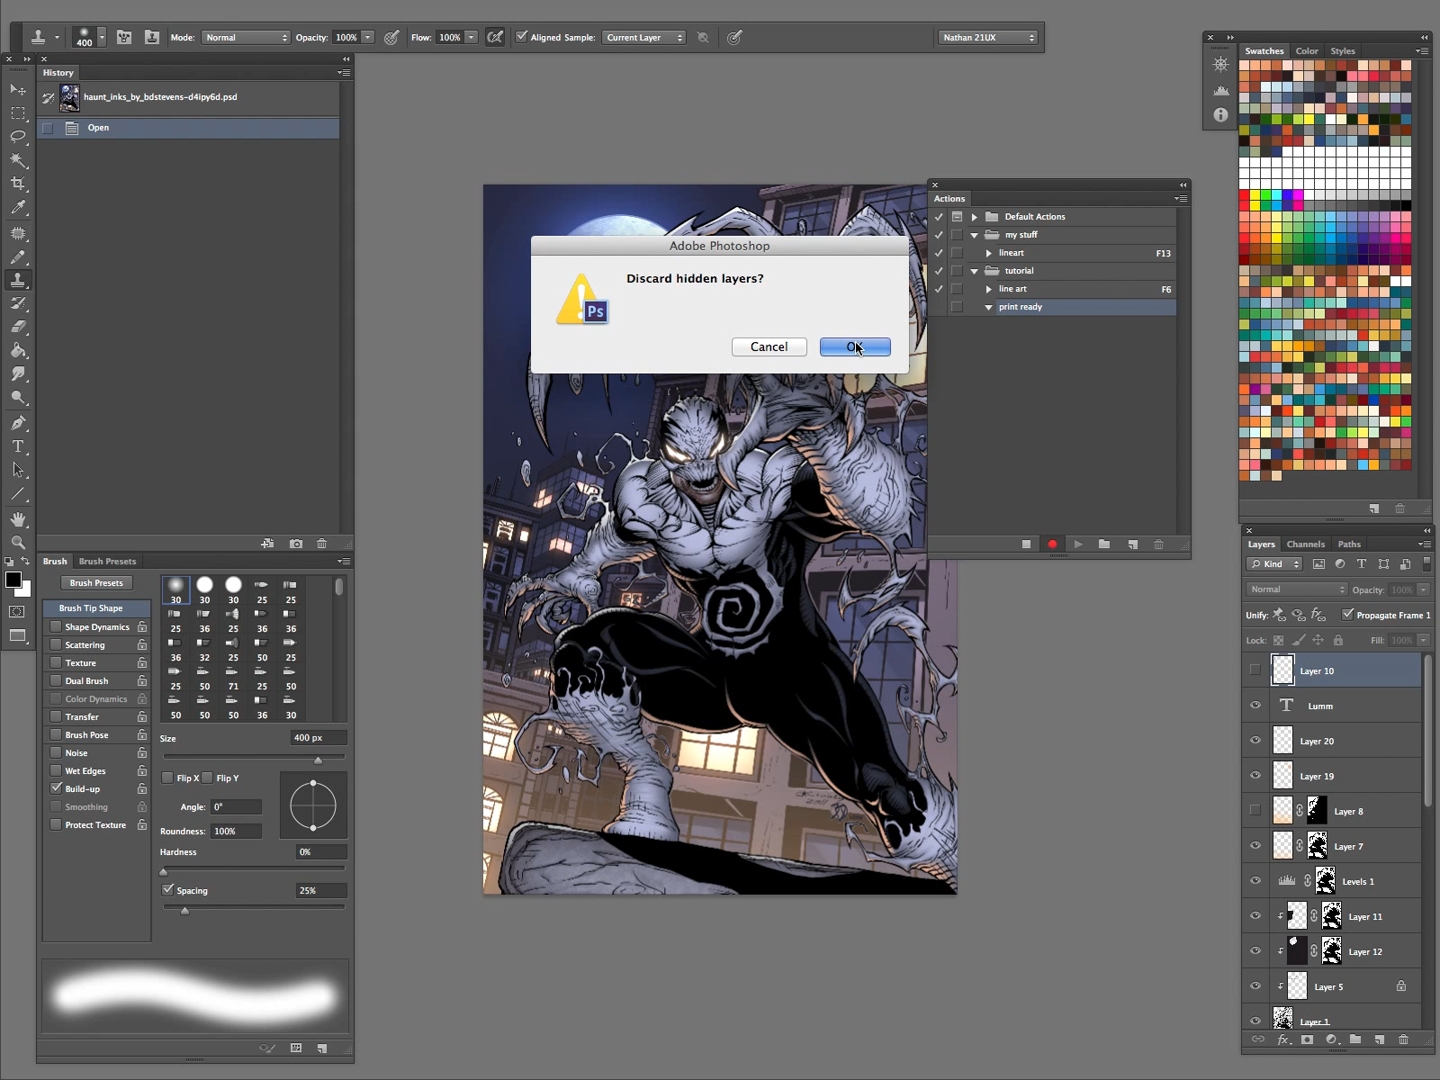 400
Mode: Normal
Opacity: 100%
Flow: 100%
Aligned Sample: Current Layer
Nathan 21UX
History
haunt_inks_by_bdstevens-d4ipy6d.psd
Open
Adobe Photoshop
Discard hidden layers?
Ps
Cancel
OK
Actions
Default Actions
my stuff
lineart F13
tutorial
line art F6
print ready
Swatches Color Styles
Brush Brush Presets
Brush Presets
Brush Tip Shape
Shape Dynamics
Scattering
Texture
Dual Brush
Color Dynamics
Transfer
Brush Pose
Noise
Wet Edges
Build-up
Smoothing
Protect Texture
30 30 30 25 25
25 36 25 36 36
36 32 25 50 25
25 50 71 25 50
50 50 50 36 30
Size 400 px
Flip X Flip Y
Angle: 0°
Roundness: 100%
Hardness 0%
Spacing 25%
Layers Channels Paths
Kind
Normal Opacity: 100%
Unify: Propagate Frame 1
Lock: Fill: 100%
Layer 10
T Lumm
Layer 20
Layer 19
Layer 8
Layer 7
Levels 1
Layer 11
Layer 12
Layer 5
Layer 1
fx